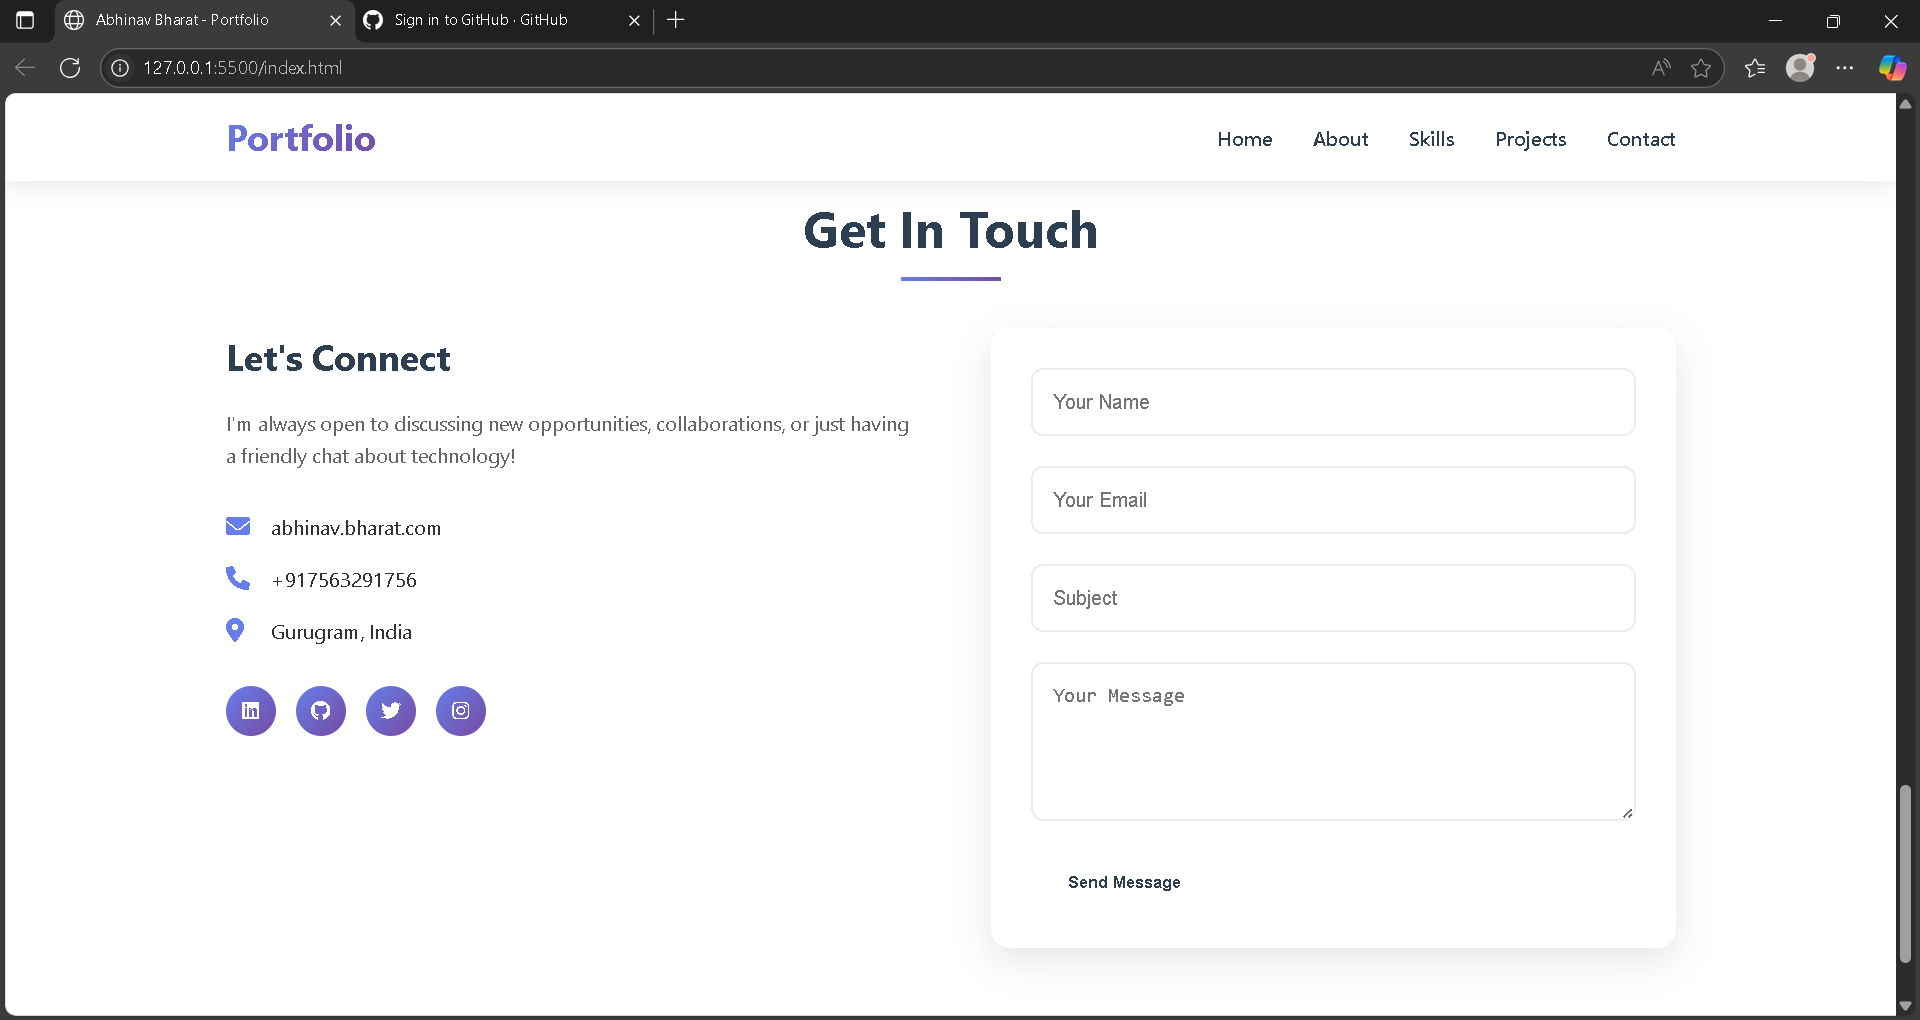 Abhinav Bharat - Portfolio
Sign in to GitHub · GitHub
127.0.0.1:5500/index.html
Portfolio
Home
About
Skills
Projects
Contact
Get In Touch
Let's Connect
I'm always open to discussing new opportunities, collaborations, or just having
a friendly chat about technology!
abhinav.bharat.com
+917563291756
Gurugram, India
Your Name
Your Email
Subject
Your Message
Send Message